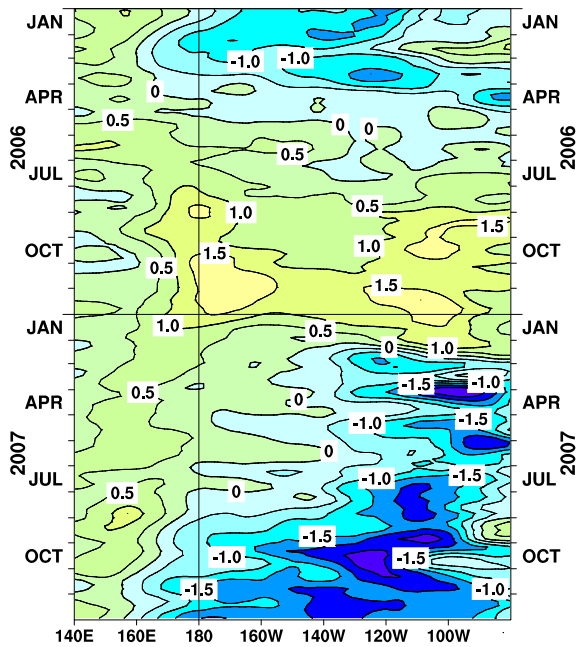 JAN JAN
-1.0 -1.0
0 APR APR
0.5 0 0
2006 2006
0.5
JUL JUL
0.5
1.0 1.5
OCT 1.5 1.0 OCT
0.5
1.5
JAN 1.0 0.5 JAN
0 1.0
-1.5 -1.0
0.5
APR 0 APR
-1.0 -1.5
2007 0 2007
JUL -1.0 -1.5 JUL
0.5 0
-1.5
OCT -1.0 -1.5 OCT
-1.5 -1.0
140E 160E 180 160W 140W 120W 100W